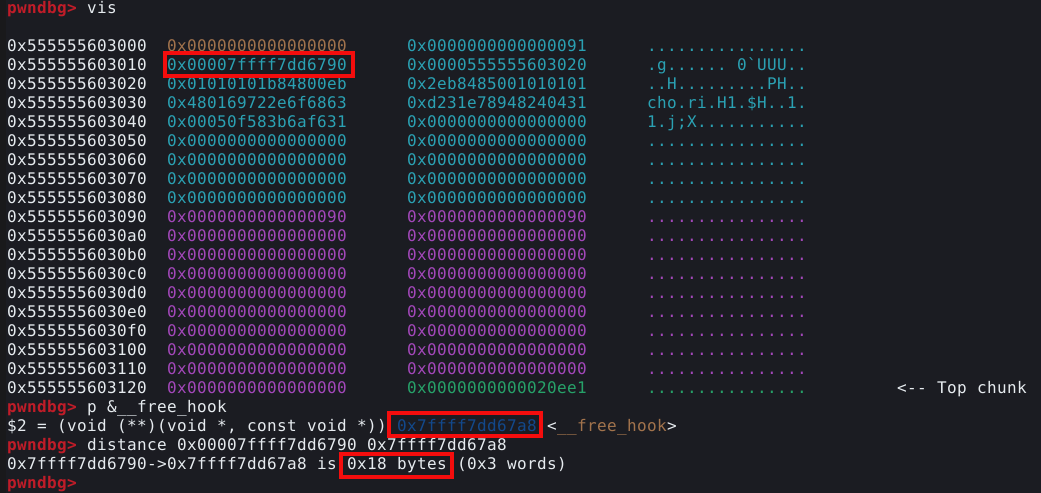 pwndbg> vis
0x555555603000 0x0000000000000000 0x0000000000000091 ................
0x555555603010 0x00007ffff7dd6790 0x0000555555603020 .g...... 0`UUU..
0x555555603020 0x01010101b84800eb 0x2eb8485001010101 ..H.........PH..
0x555555603030 0x480169722e6f6863 0xd231e78948240431 cho.ri.H1.$H..1.
0x555555603040 0x00050f583b6af631 0x0000000000000000 1.j;X...........
0x555555603050 0x0000000000000000 0x0000000000000000 ................
0x555555603060 0x0000000000000000 0x0000000000000000 ................
0x555555603070 0x0000000000000000 0x0000000000000000 ................
0x555555603080 0x0000000000000000 0x0000000000000000 ................
0x555555603090 0x0000000000000090 0x0000000000000090 ................
0x5555556030a0 0x0000000000000000 0x0000000000000000 ................
0x5555556030b0 0x0000000000000000 0x0000000000000000 ................
0x5555556030c0 0x0000000000000000 0x0000000000000000 ................
0x5555556030d0 0x0000000000000000 0x0000000000000000 ................
0x5555556030e0 0x0000000000000000 0x0000000000000000 ................
0x5555556030f0 0x0000000000000000 0x0000000000000000 ................
0x555555603100 0x0000000000000000 0x0000000000000000 ................
0x555555603110 0x0000000000000000 0x0000000000000000 ................
0x555555603120 0x0000000000000000 0x0000000000020ee1 ................ <-- Top chunk
pwndbg> p &__free_hook
$2 = (void (**)(void *, const void *)) 0x7ffff7dd67a8 <__free_hook>
pwndbg> distance 0x00007ffff7dd6790 0x7ffff7dd67a8
0x7ffff7dd6790->0x7ffff7dd67a8 is 0x18 bytes (0x3 words)
pwndbg>